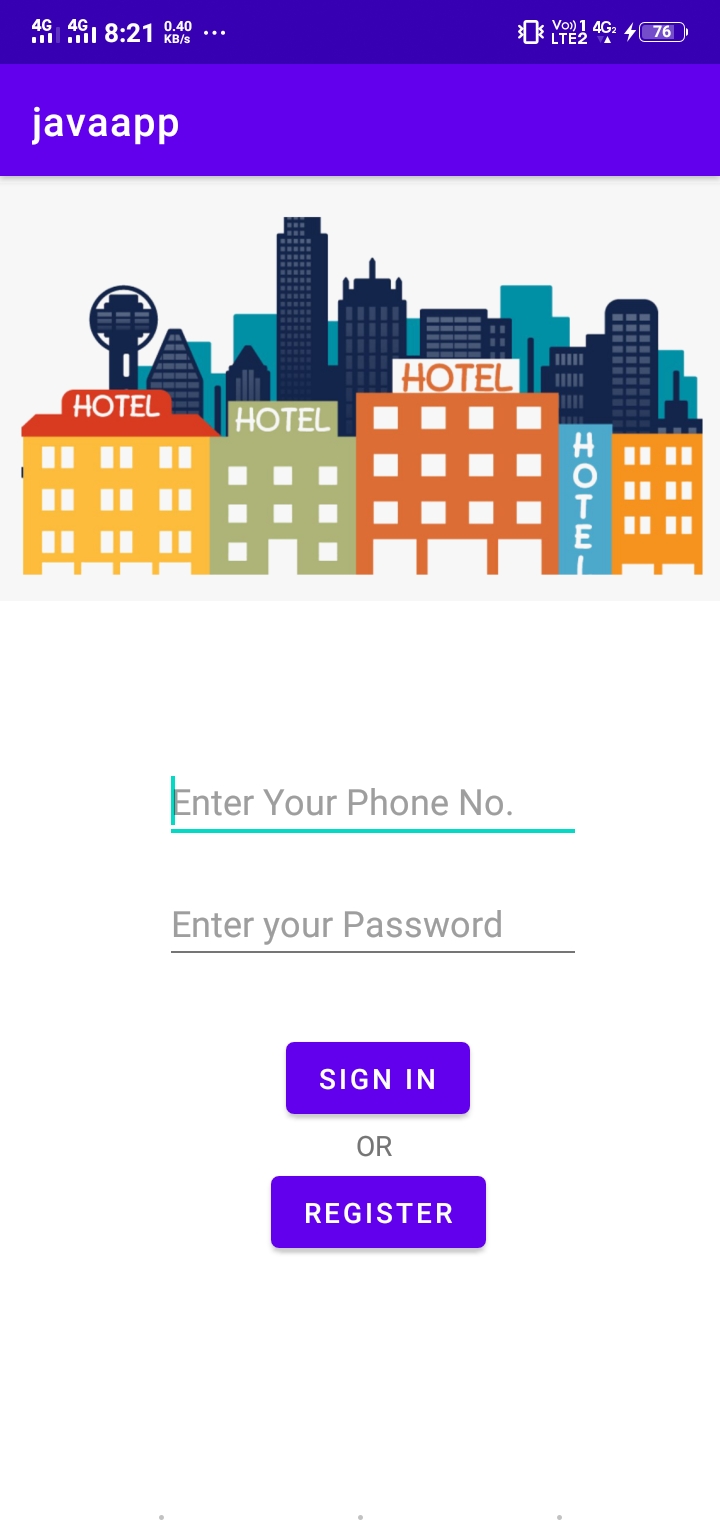 4G 4G 8:21 0.40 KB/s ... Vo)) 1 LTE2 4G2 76
javaapp
HOTEL
HOTEL
HOTEL
HOTEL
Enter Your Phone No.
Enter your Password
SIGN IN
OR
REGISTER